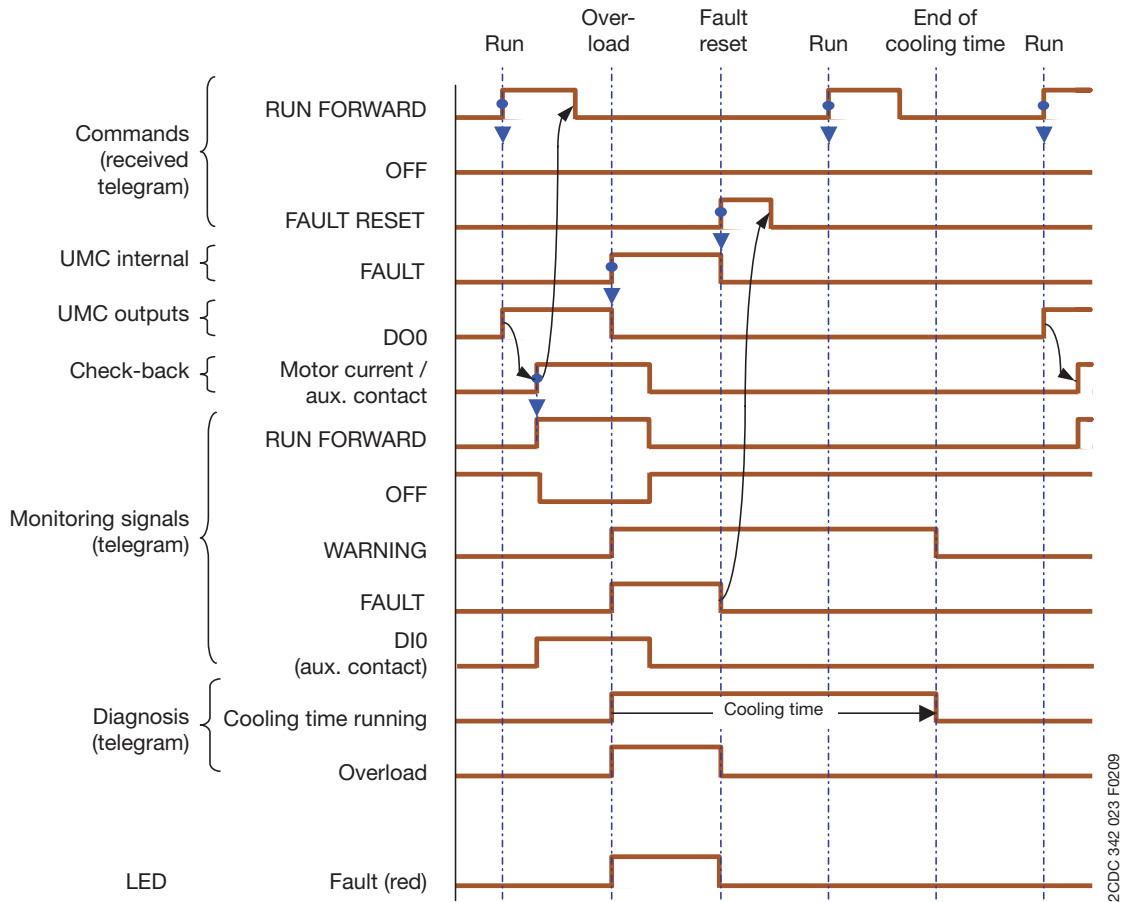 Run
Over-
load
Fault
reset
Run
End of
cooling time
Run
Commands
(received
telegram)
RUN FORWARD
OFF
FAULT RESET
UMC internal
FAULT
UMC outputs
DO0
Check-back
Motor current /
aux. contact
Monitoring signals
(telegram)
RUN FORWARD
OFF
WARNING
FAULT
DI0
(aux. contact)
Diagnosis
(telegram)
Cooling time running
Cooling time
Overload
LED
Fault (red)
2CDC 342 023 F0209